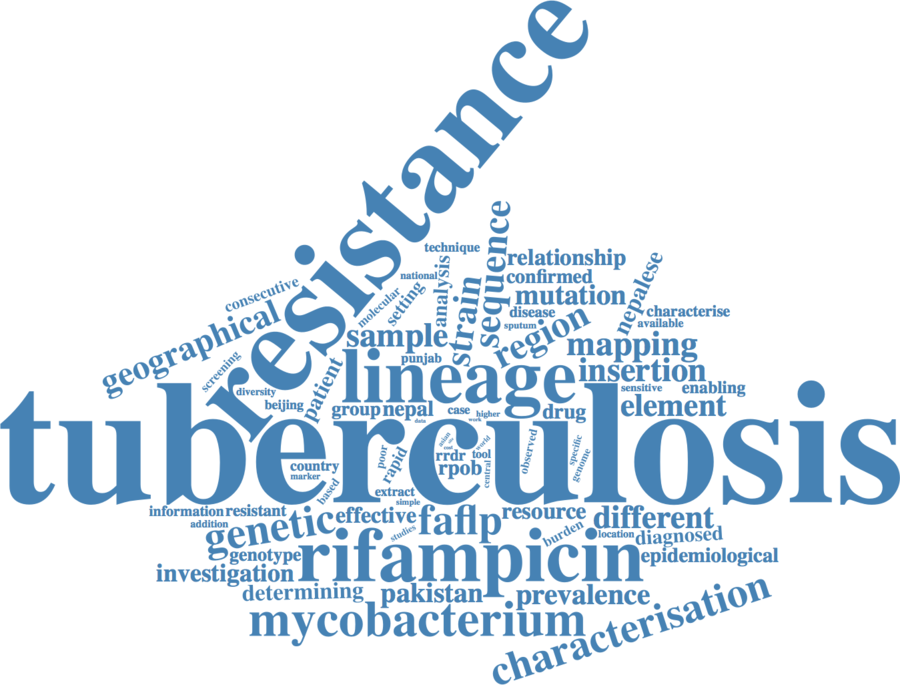 resistance
technique
sequence
relationship
national
analysis
confirmed
nepalese
consecutive
molecular
setting
strain
mutation
geographical
disease
characterise
sputum
available
region
sample
mapping
screening
punjab
patient
lineage
insertion
diversity
sensitive
enabling
beijing
group
nepal
case
higher
drug
element
work
data
tuberculosis
asian
world
observed
specific
genome
poor
rapid
rrdr
tool
country
rpob
central
marker
based
extract
simple
information
resistant
addition
genetic
effective
faflp
resource
different
studies
burden
location
diagnosed
genotype
rifampicin
epidemiological
investigation
determining
pakistan
prevalence
mycobacterium
characterisation